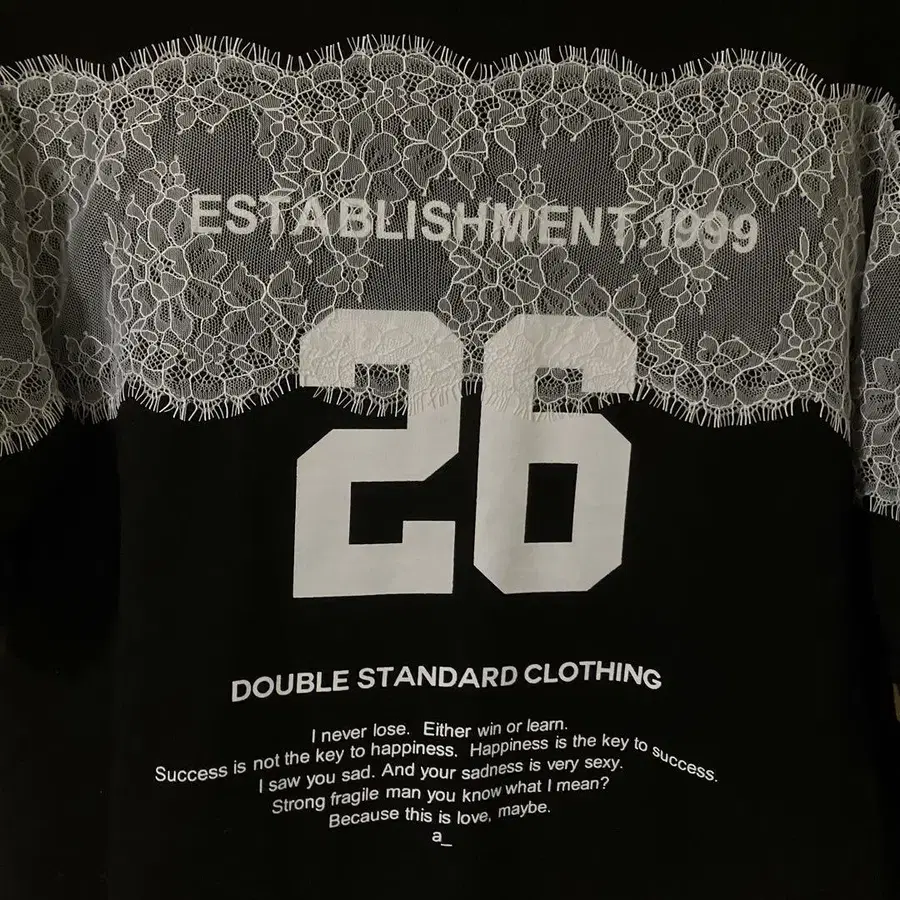 ESTABLISHMENT.1999
26
DOUBLE STANDARD CLOTHING
I never lose. Either win or learn.
Success is not the key to happiness. Happiness is the key to success.
I saw you sad. And your sadness is very sexy.
Strong fragile man you know what I mean?
Because this is love, maybe.
a_